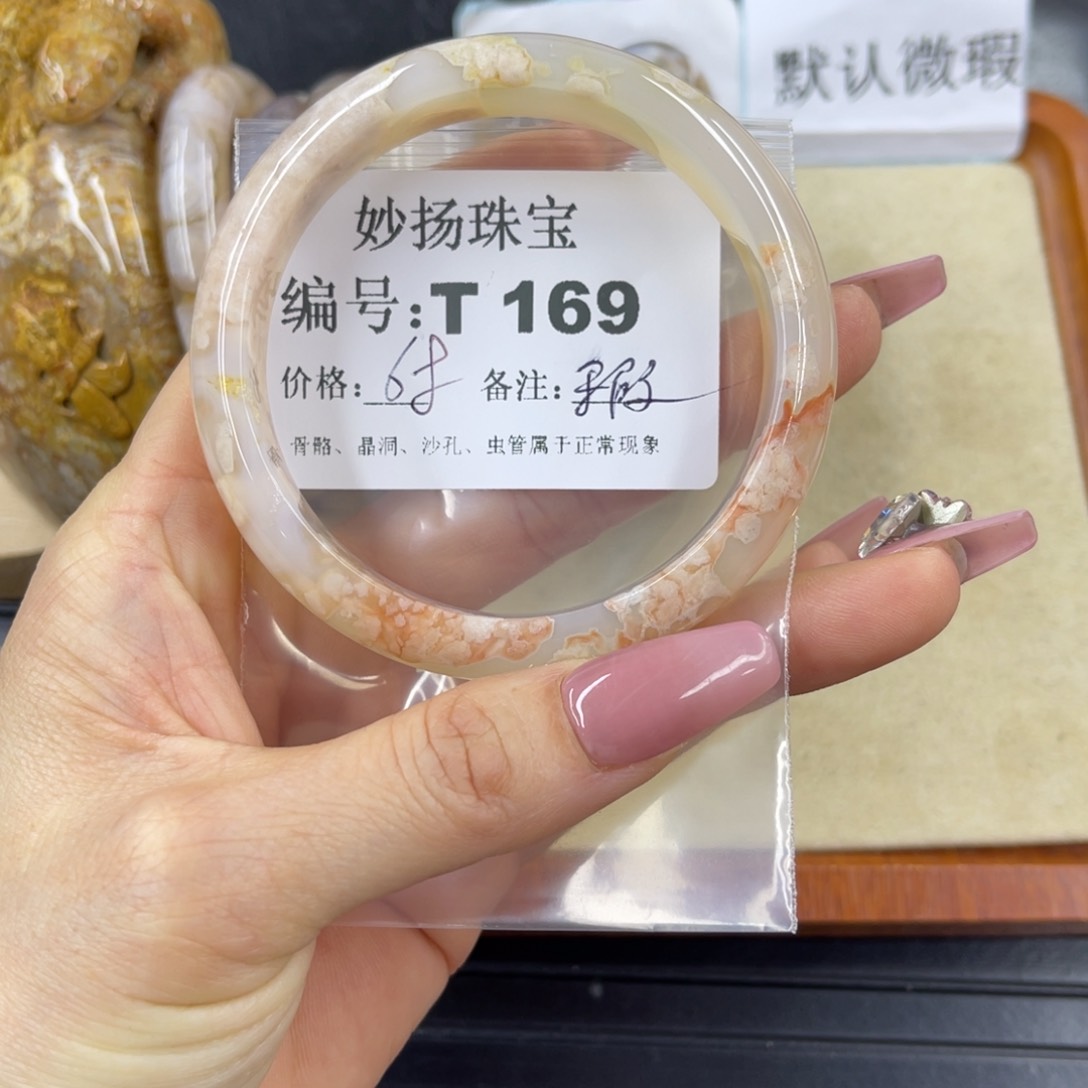 默认微瑕
妙扬珠宝
编号:T 169
价格: 备注:
骨骼、晶洞、沙孔、虫管属于正常现象